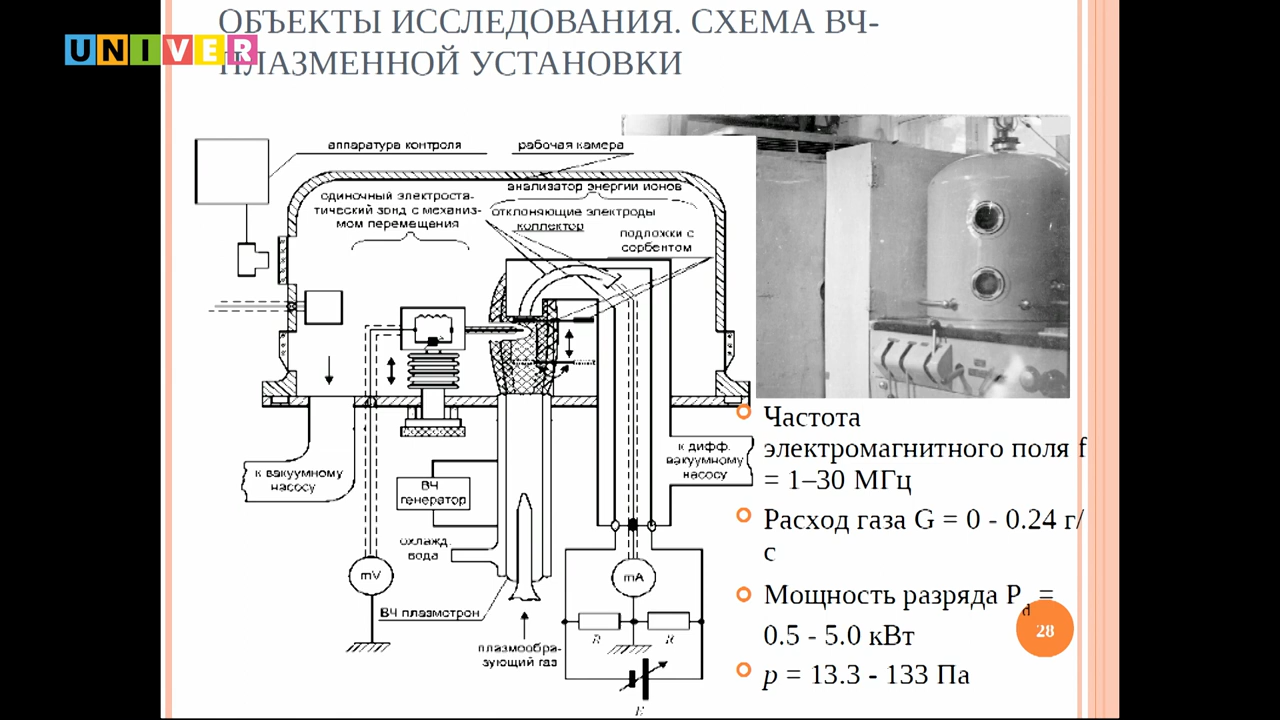 ОБЪЕКТЫ ИССЛЕДОВАНИЯ. СХЕМА ВЧ-
UNIVER
ПЛАЗМЕННОЙ УСТАНОВКИ
аппаратура контроля
рабочая камера
анализатор энергии ионов
одиночный электроста-
тический зонд с механиз-
мом перемещения
отклоняющие электроды
коллектор
подложки с
сорбентом
к вакуумному
насосу
ВЧ
генератор
охлажд.
вода
к дифф.
вакуумному
насосу
mV
mA
ВЧ плазмотрон
R
R
плазмообра-
зующий газ
E
Частота
электромагнитного поля f
= 1–30 МГц
Расход газа G = 0 - 0.24 г/
с
Мощность разряда Pd =
0.5 - 5.0 кВт
p = 13.3 - 133 Па
28